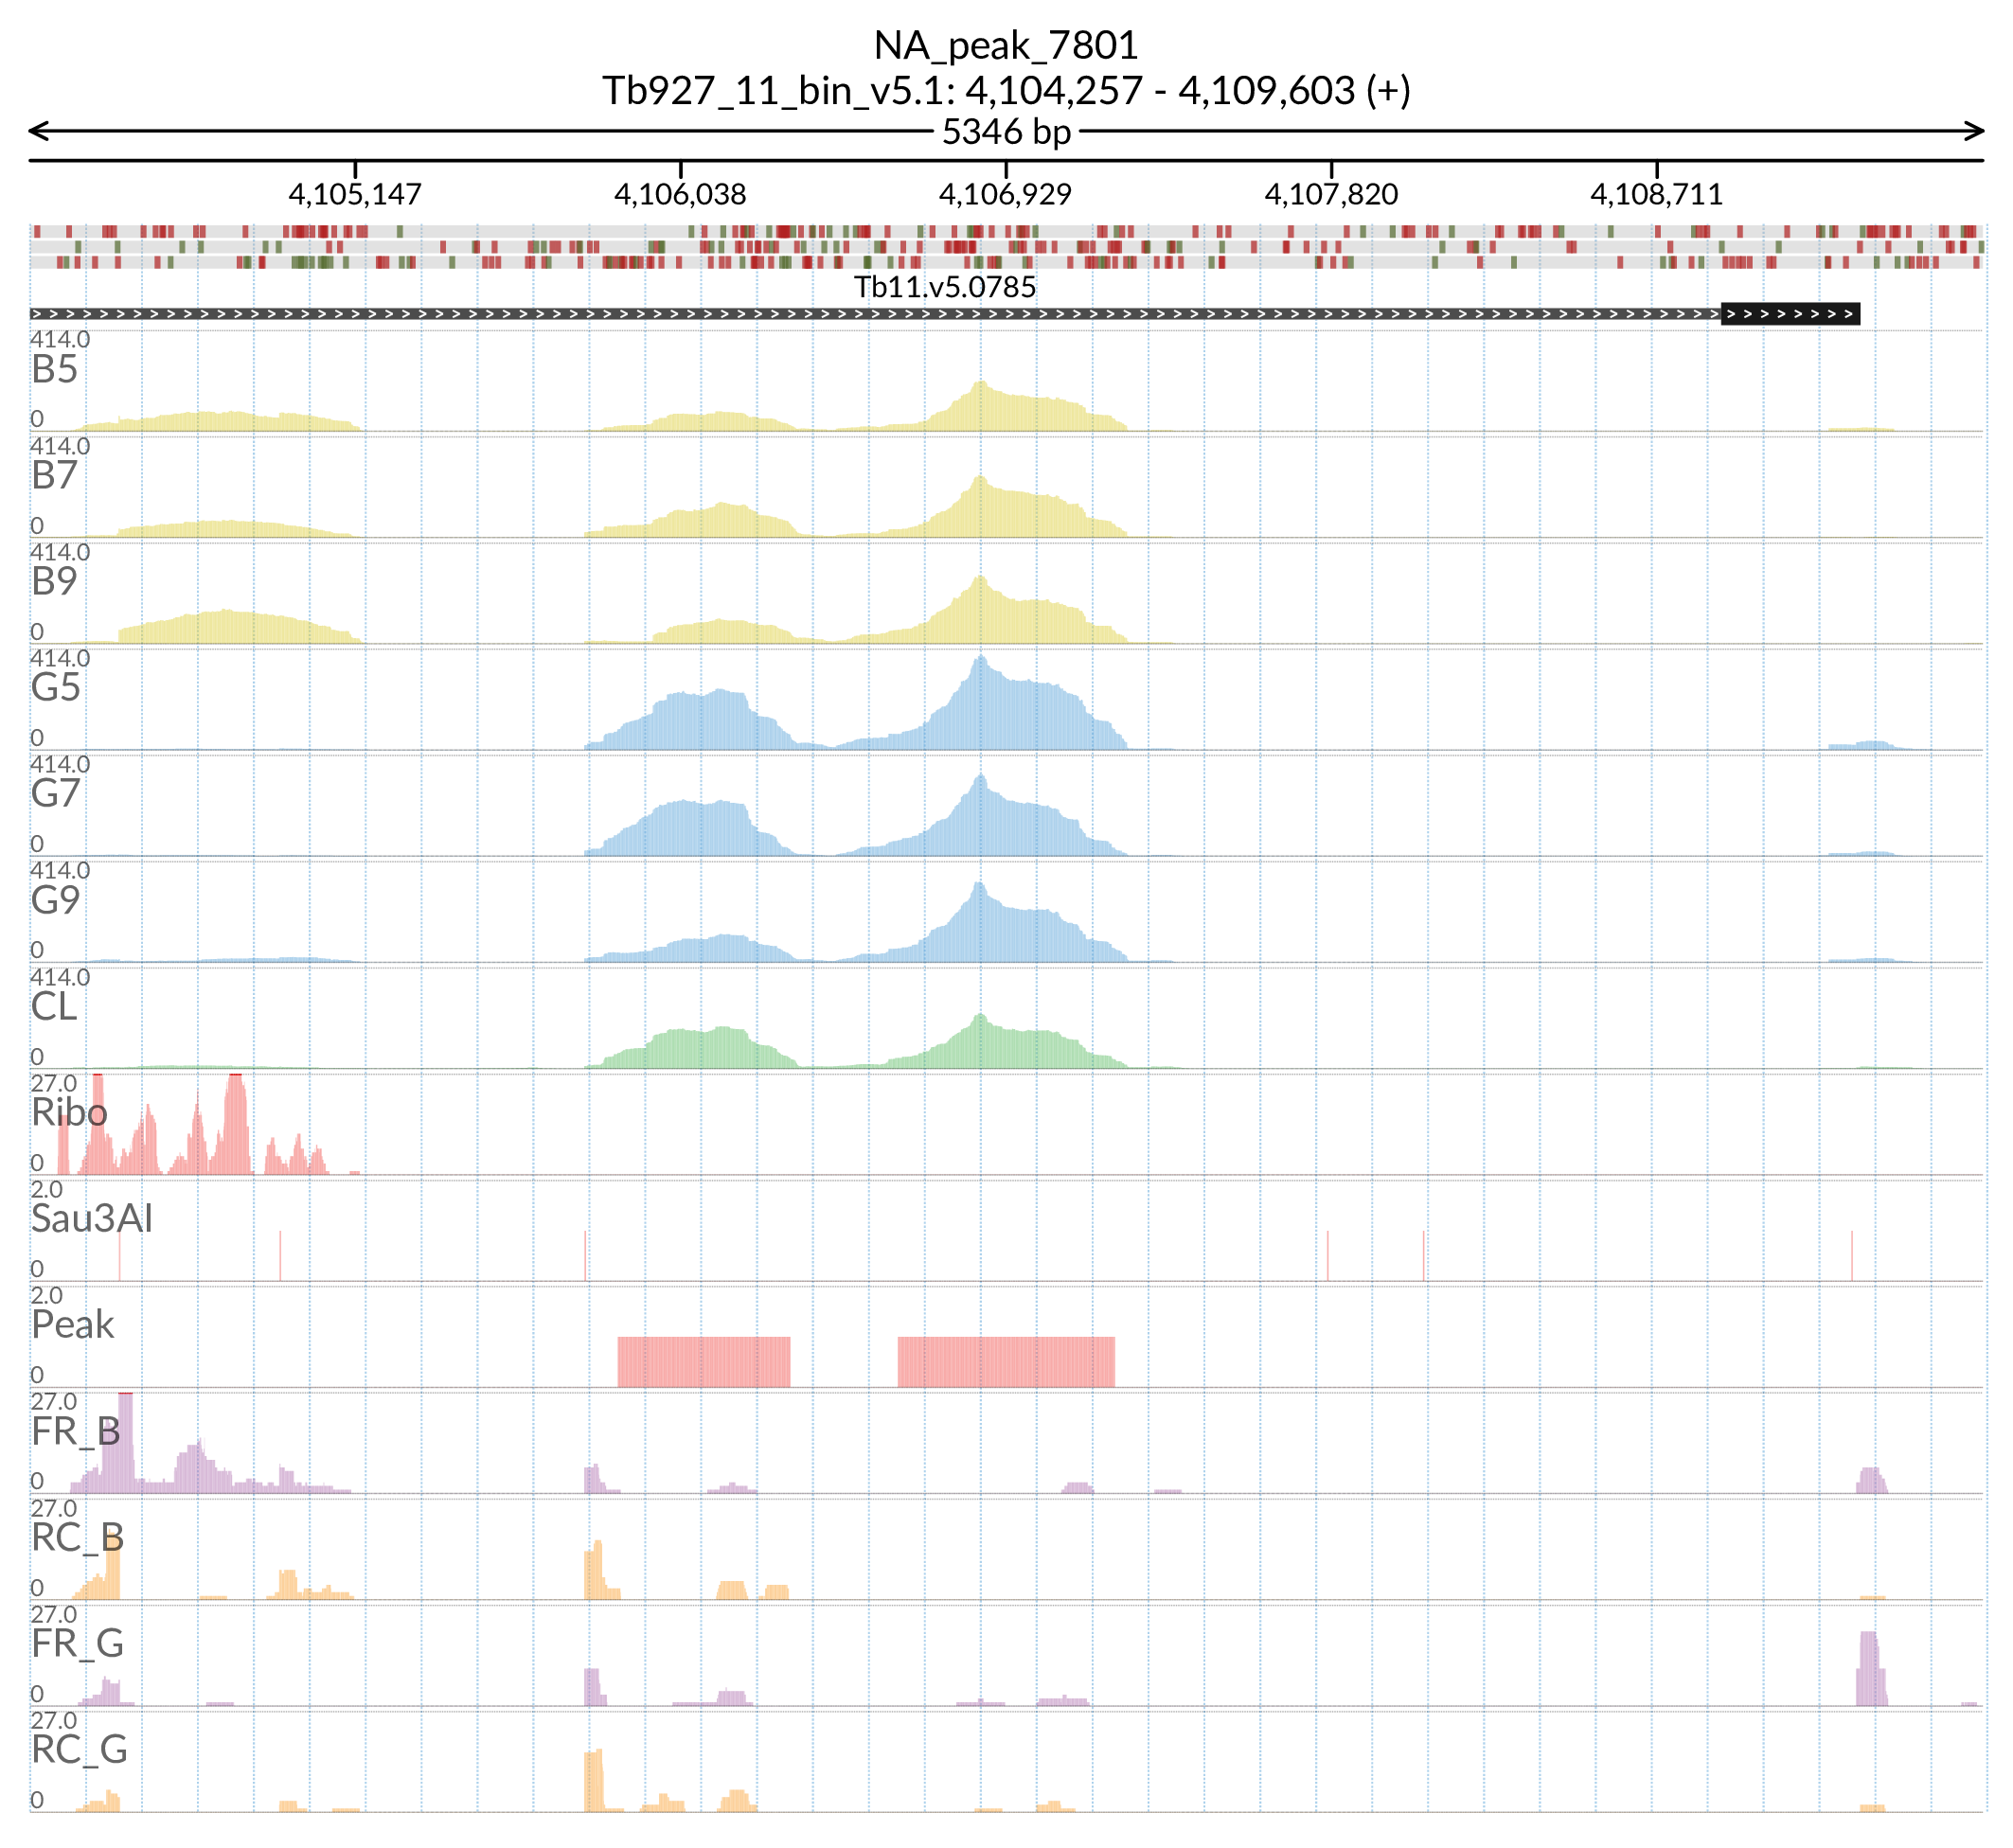 NA_peak_7801
Tb927_11_bin_v5.1: 4,104,257 - 4,109,603 (+)
5346 bp
4,105,147 4,106,038 4,106,929 4,107,820 4,108,711
Tb11.v5.0785
414.0
B5
0
414.0
B7
0
414.0
B9
0
414.0
G5
0
414.0
G7
0
414.0
G9
0
414.0
CL
0
27.0
Ribo
0
2.0
Sau3AI
0
2.0
Peak
0
27.0
FR_B
0
27.0
RC_B
0
27.0
FR_G
0
27.0
RC_G
0